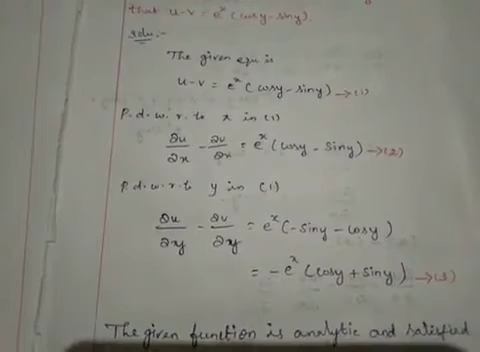 that u-v = e^x (cosy - siny).
soln:-
The given equ is
u-v = e^x (cosy - siny) → (1)
P.d.w.r.to x in (1)
∂u/∂x - ∂v/∂x = e^x (cosy - siny) → (2)
P.d.w.r.to y in (1)
∂u/∂y - ∂v/∂y = e^x (-siny - cosy)
= -e^x (cosy + siny) → (3)
The given function is analytic and satisfied